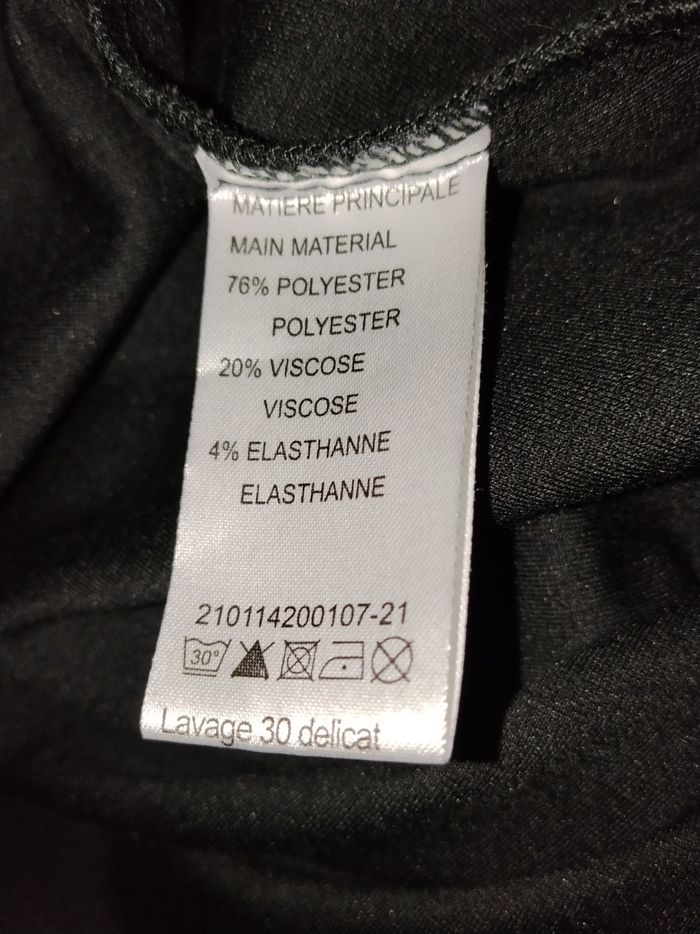 MATIERE PRINCIPALE
MAIN MATERIAL
76% POLYESTER
POLYESTER
20% VISCOSE
VISCOSE
4% ELASTHANNE
ELASTHANNE
210114200107-21
30°
Lavage 30 delicat